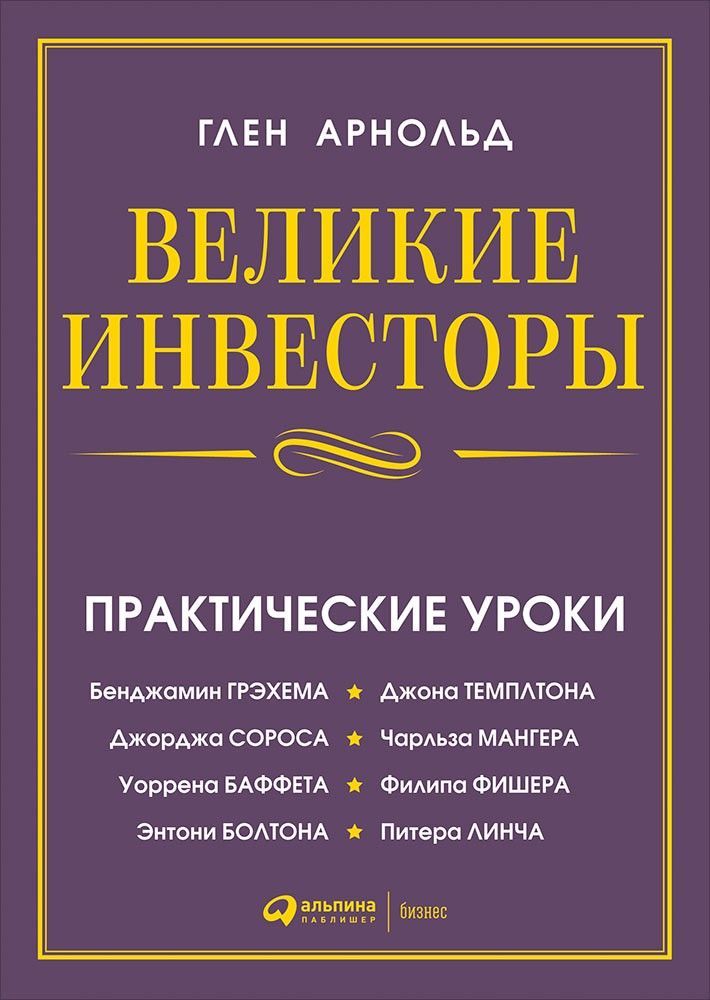 ГЛЕН АРНОЛЬД
ВЕЛИКИЕ
ИНВЕСТОРЫ
ПРАКТИЧЕСКИЕ УРОКИ
Бенджамин ГРЭХЕМА ★ Джона ТЕМПЛТОНА
Джорджа СОРОСА ★ Чарльза МАНГЕРА
Уоррена БАФФЕТА ★ Филипа ФИШЕРА
Энтони БОЛТОНА ★ Питера ЛИНЧА
альпина
ПАБЛИШЕР
бизнес